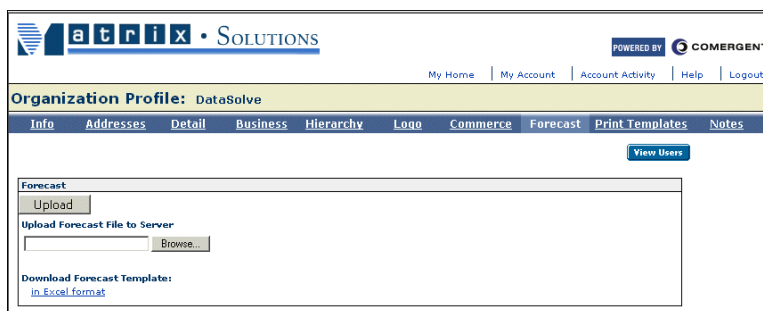 Matrix • SOLUTIONS
POWERED BY COMERGENT
My Home | My Account | Account Activity | Help | Logout
Organization Profile: DataSolve
Info Addresses Detail Business Hierarchy Logo Commerce Forecast Print Templates Notes
View Users
Forecast
Upload
Upload Forecast File to Server
Browse...
Download Forecast Template:
in Excel format